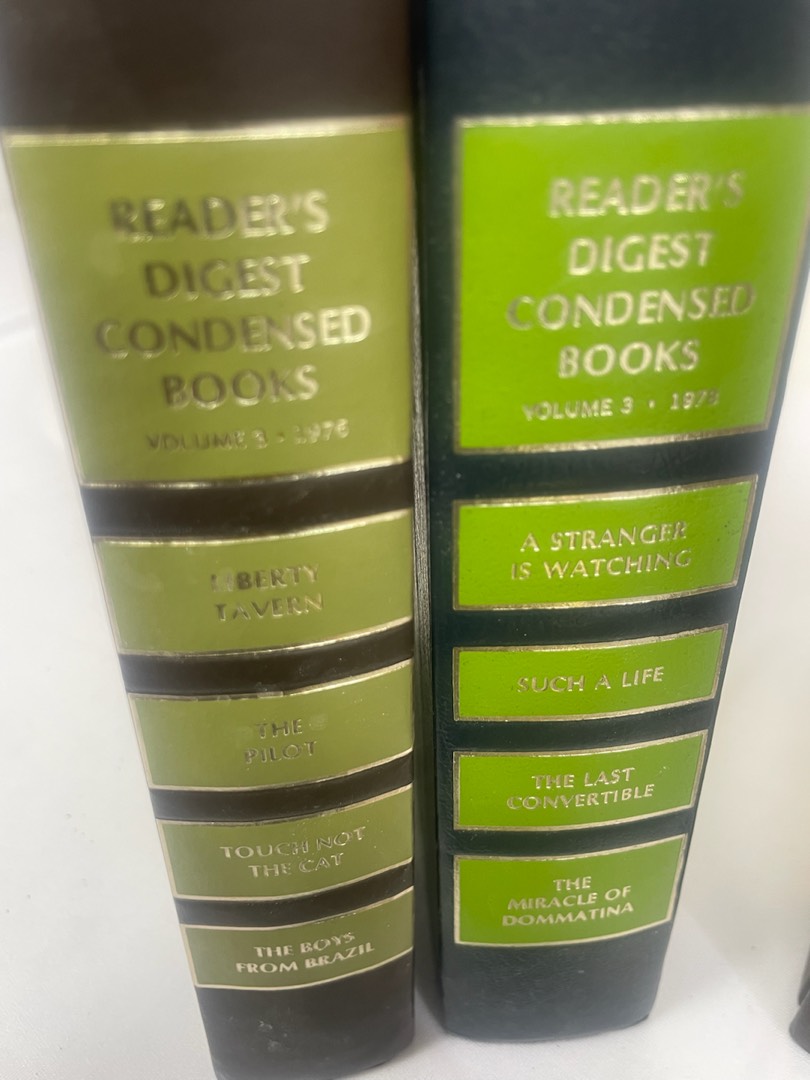 READER'S
DIGEST
CONDENSED
BOOKS
VOLUME 3 • 1976
LIBERTY
TAVERN
THE
PILOT
TOUCH NOT
THE CAT
THE BOYS
FROM BRAZIL
READER'S
DIGEST
CONDENSED
BOOKS
VOLUME 3 • 1978
A STRANGER
IS WATCHING
SUCH A LIFE
THE LAST
CONVERTIBLE
THE
MIRACLE OF
DOMMATINA